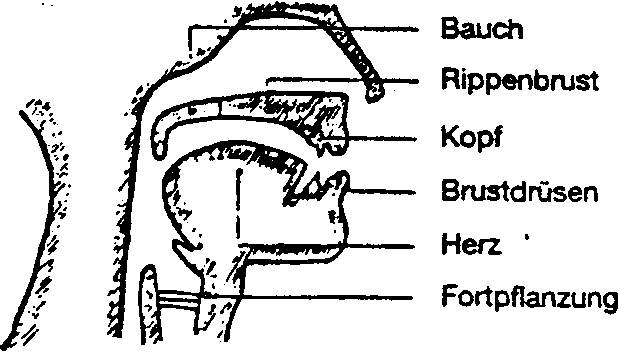 Bauch
Rippenbrust
Kopf
Brustdrüsen
Herz
Fortpflanzung